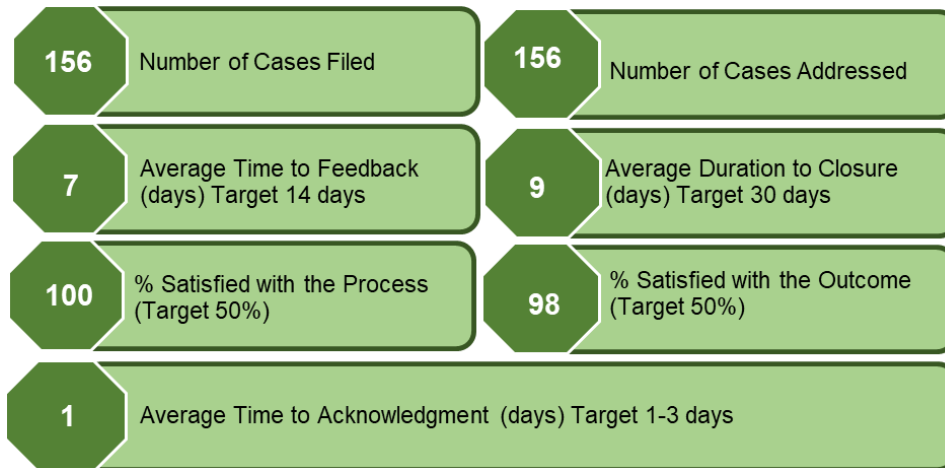 156
Number of Cases Filed
156
Number of Cases Addressed
7
Average Time to Feedback
(days) Target 14 days
9
Average Duration to Closure
(days) Target 30 days
100
% Satisfied with the Process
(Target 50%)
98
% Satisfied with the Outcome
(Target 50%)
1
Average Time to Acknowledgment (days) Target 1-3 days